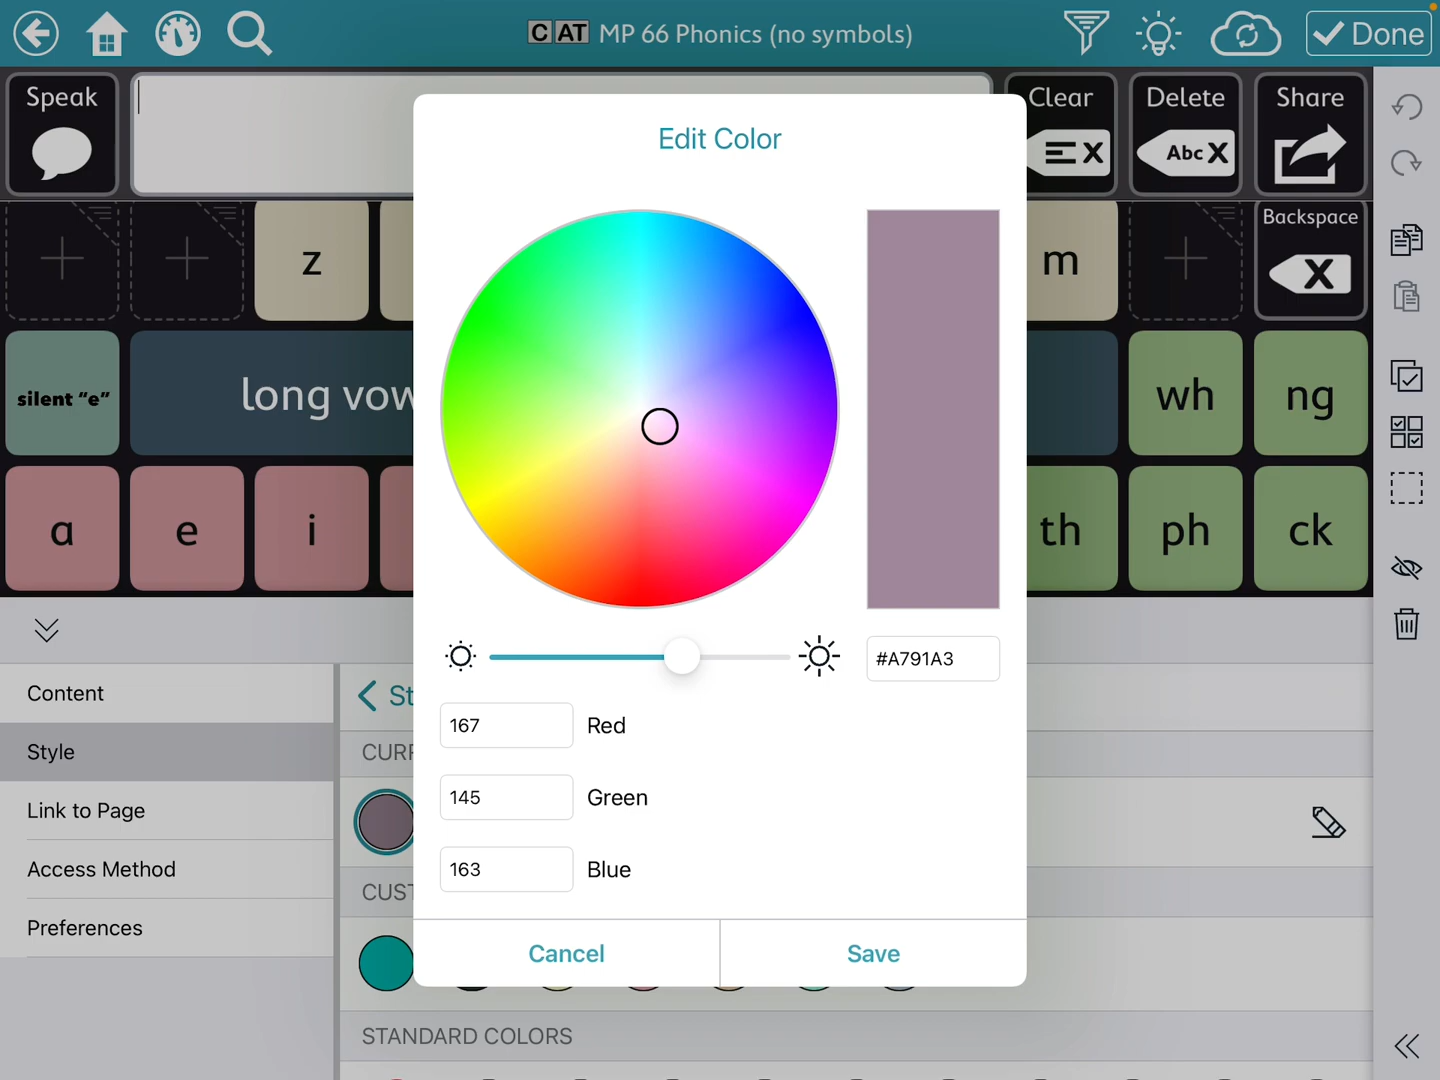 CAT MP 66 Phonics (no symbols)
Done
Speak
Clear
Delete
Abc X
Share
z
m
Backspace
X
silent “e”
long vow
wh
ng
a
e
i
th
ph
ck
Edit Color
#A791A3
167 Red
145 Green
163 Blue
Cancel
Save
Content
Style
Link to Page
Access Method
Preferences
St
CURR
CUST
STANDARD COLORS